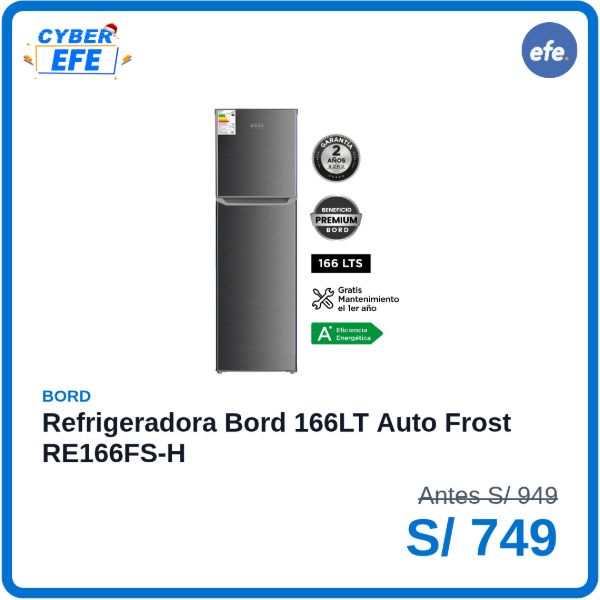 CYBER
EFE
efe.
BORD
GARANTÍA
2
AÑOS
BENEFICIO
PREMIUM
BORD
166 LTS
Gratis
Mantenimiento
el 1er año
A+ Eficiencia
Energética
BORD
Refrigeradora Bord 166LT Auto Frost
RE166FS-H
Antes S/ 949
S/ 749